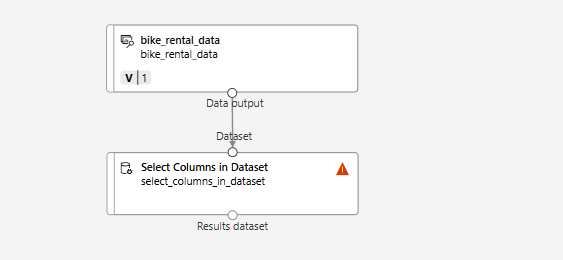 bike_rental_data
bike_rental_data
V | 1
Data output
Dataset
Select Columns in Dataset
select_columns_in_dataset
Results dataset